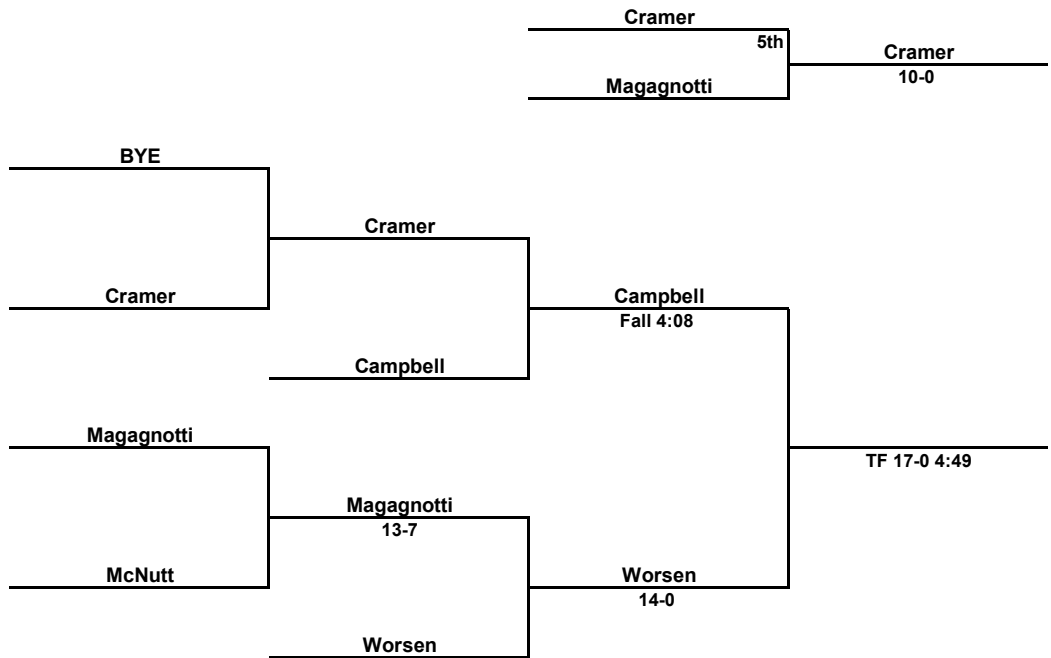 Cramer
5th
Cramer
Magagnotti
10-0
BYE
Cramer
Cramer
Campbell
Fall 4:08
Campbell
Magagnotti
TF 17-0 4:49
Magagnotti
13-7
McNutt
Worsen
14-0
Worsen